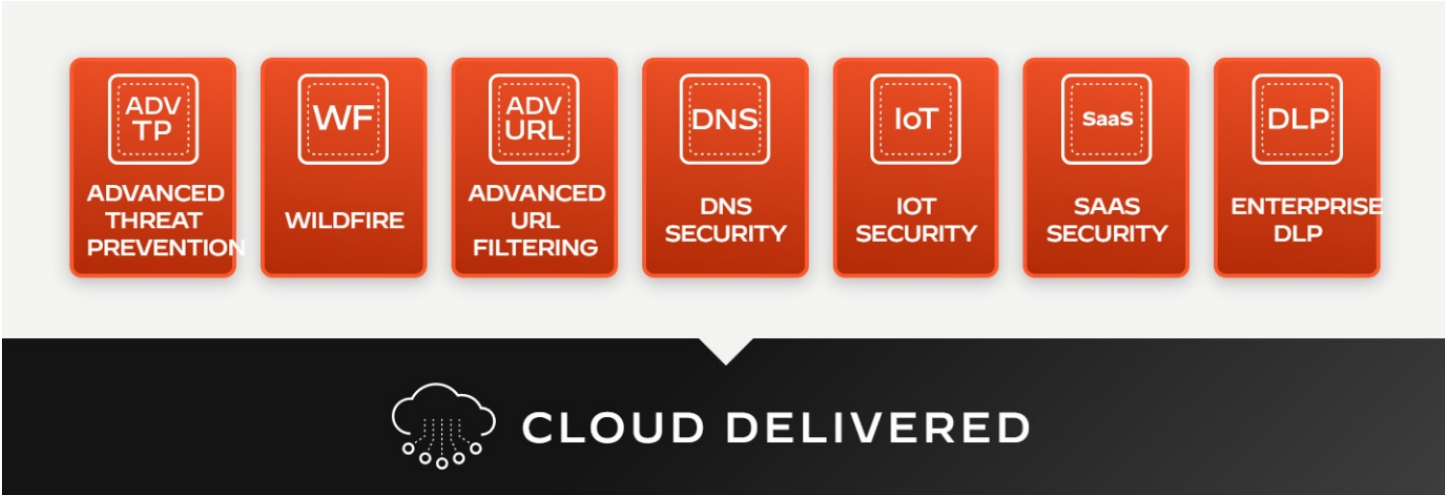 ADV
TP
ADVANCED
THREAT
PREVENTION
WF
WILDFIRE
ADV
URL
ADVANCED
URL
FILTERING
DNS
DNS
SECURITY
IoT
IOT
SECURITY
SaaS
SAAS
SECURITY
DLP
ENTERPRISE
DLP
CLOUD DELIVERED